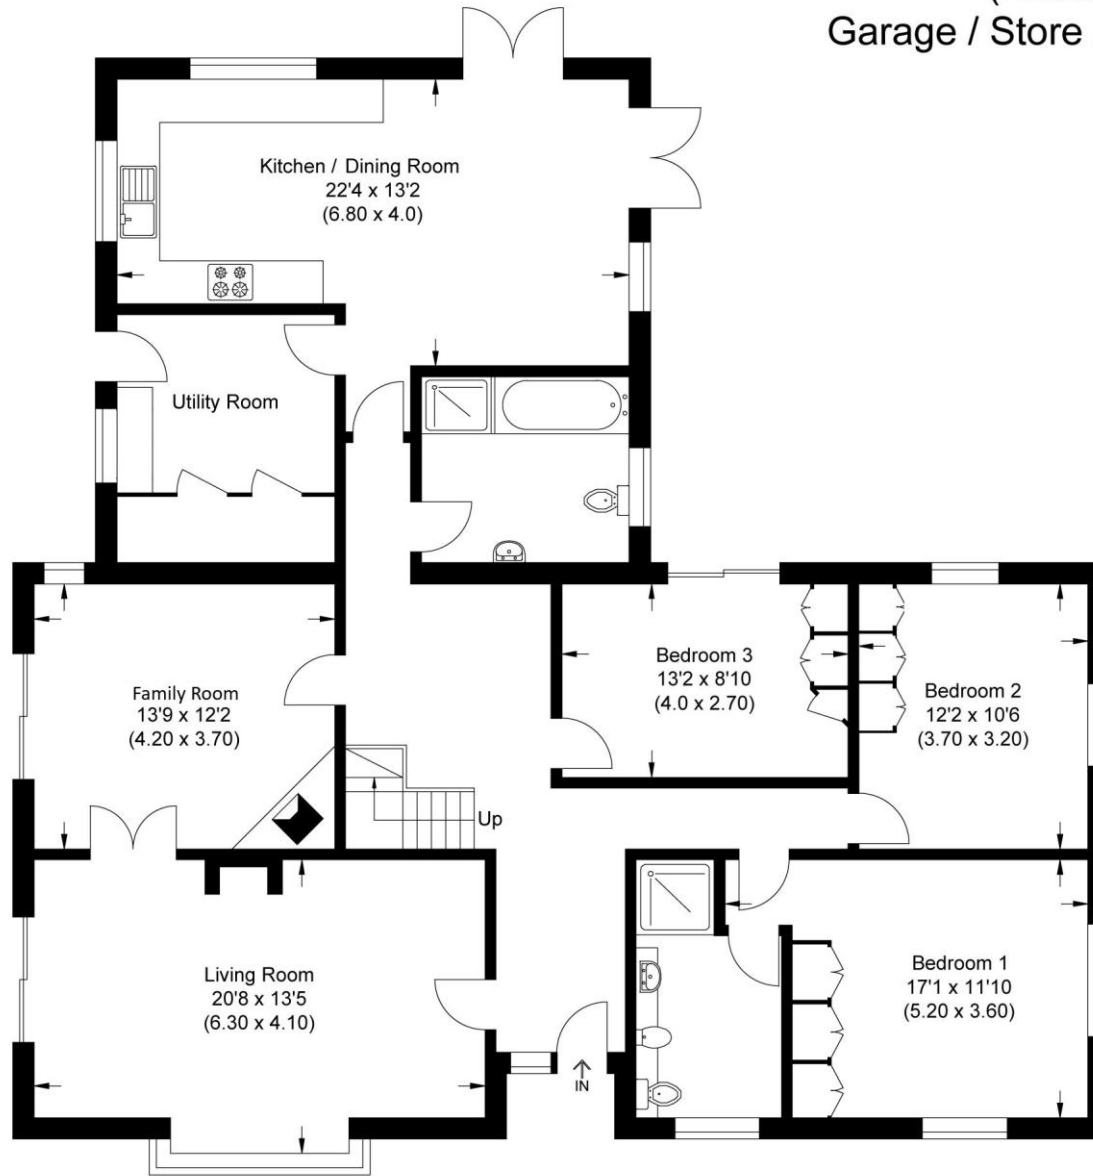 Garage / Store
Kitchen / Dining Room
22'4 x 13'2
(6.80 x 4.0)
Utility Room
Family Room
13'9 x 12'2
(4.20 x 3.70)
Bedroom 3
13'2 x 8'10
(4.0 x 2.70)
Bedroom 2
12'2 x 10'6
(3.70 x 3.20)
Up
Living Room
20'8 x 13'5
(6.30 x 4.10)
Bedroom 1
17'1 x 11'10
(5.20 x 3.60)
IN